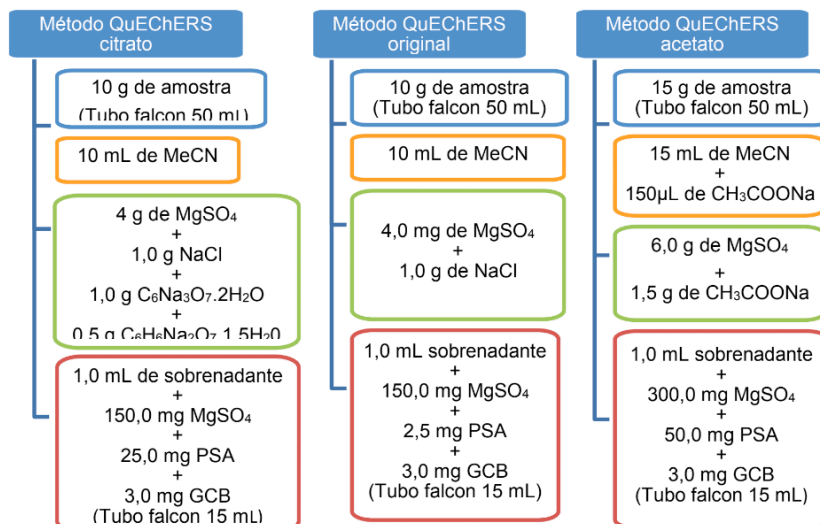 Método QuEChERS
citrato
10 g de amostra
(Tubo falcon 50 mL)
10 mL de MeCN
4 g de MgSO₄
+
1,0 g NaCl
+
1,0 g C₆Na₃O₇.2H₂O
+
0,5 g C₆H₆Na₂O₇.1,5H₂0
1,0 mL de sobrenadante
+
150,0 mg MgSO₄
+
25,0 mg PSA
+
3,0 mg GCB
(Tubo falcon 15 mL)
Método QuEChERS
original
10 g de amostra
(Tubo falcon 50 mL)
10 mL de MeCN
4,0 mg de MgSO₄
+
1,0 g de NaCl
1,0 mL sobrenadante
+
150,0 mg MgSO₄
+
2,5 mg PSA
+
3,0 mg GCB
(Tubo falcon 15 mL)
Método QuEChERS
acetato
15 g de amostra
(Tubo falcon 50 mL)
15 mL de MeCN
+
150µL de CH₃COONa
6,0 g de MgSO₄
+
1,5 g de CH₃COONa
1,0 mL sobrenadante
+
300,0 mg MgSO₄
+
50,0 mg PSA
+
3,0 mg GCB
(Tubo falcon 15 mL)